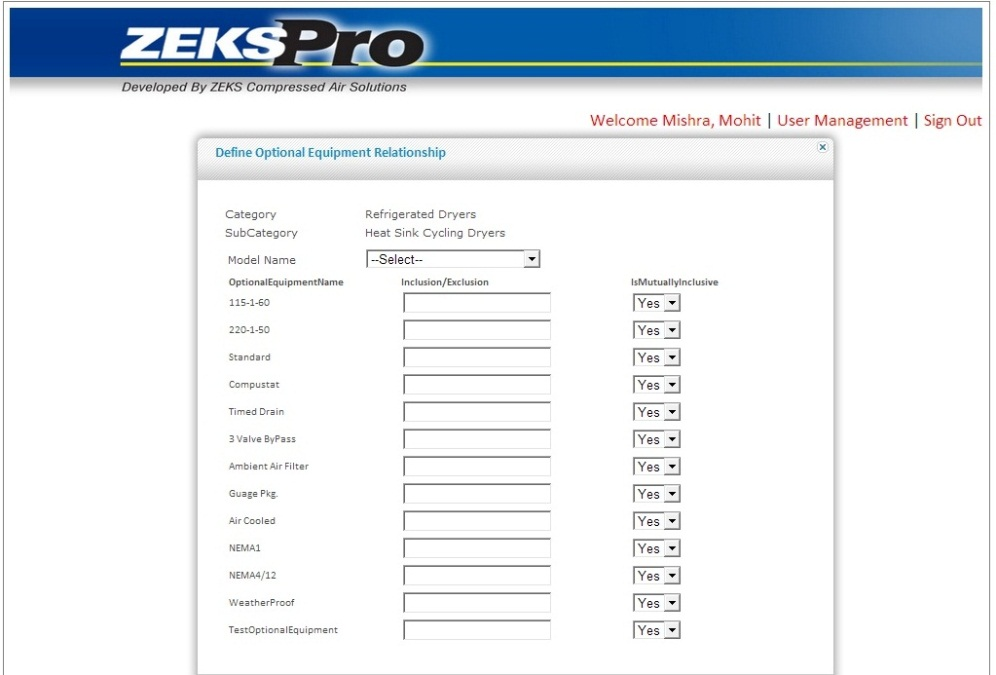 ZEKSPro
Developed By ZEKS Compressed Air Solutions
Welcome Mishra, Mohit | User Management | Sign Out
Define Optional Equipment Relationship
Category Refrigerated Dryers
SubCategory Heat Sink Cycling Dryers
Model Name --Select--
OptionalEquipmentName Inclusion/Exclusion IsMutuallyInclusive
115-1-60 Yes
220-1-50 Yes
Standard Yes
Compustat Yes
Timed Drain Yes
3 Valve ByPass Yes
Ambient Air Filter Yes
Guage Pkg. Yes
Air Cooled Yes
NEMA1 Yes
NEMA4/12 Yes
WeatherProof Yes
TestOptionalEquipment Yes